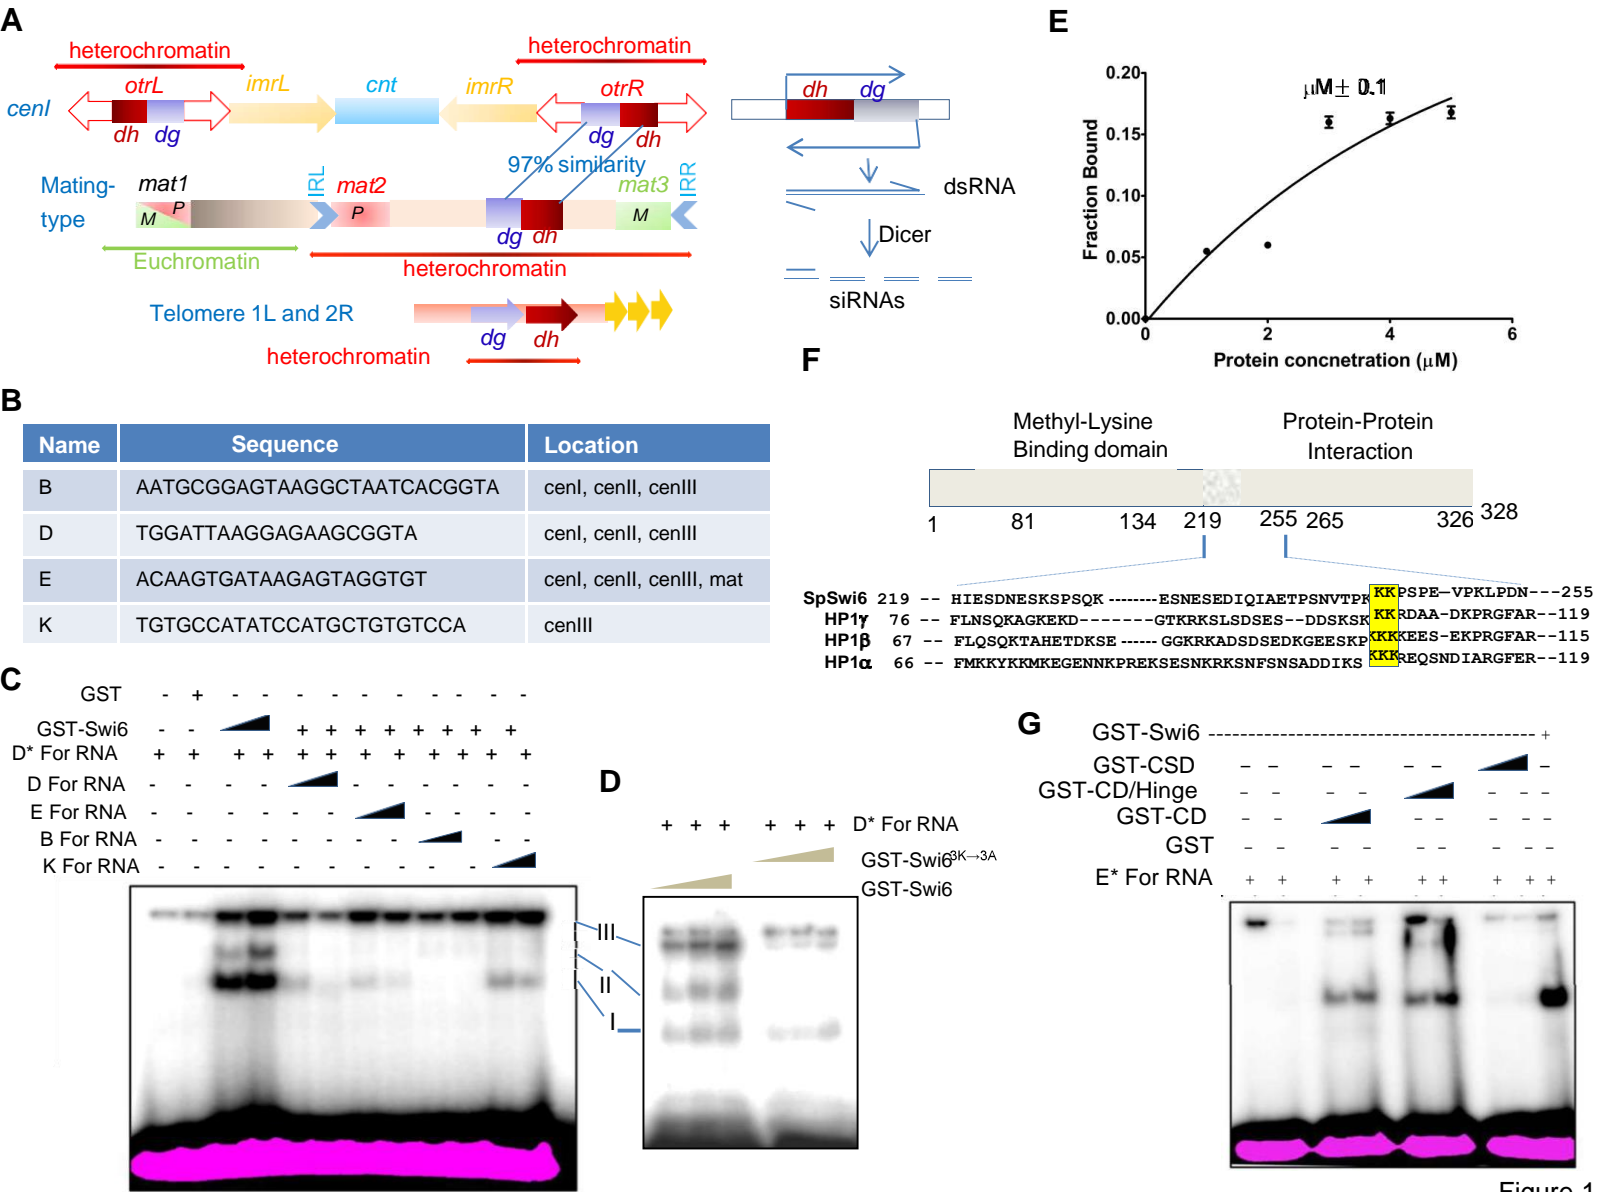 A
heterochromatin
heterochromatin
otrL
imrL
cnt
imrR
otrR
cenI
dh
dg
dg
dh
97% similarity
Mating-
type
mat1
IRL
mat2
mat3
IRR
M
P
P
M
dg
dh
Euchromatin
heterochromatin
Telomere 1L and 2R
dg
dh
heterochromatin
dh
dg
dsRNA
Dicer
siRNAs
B
Name Sequence Location
B AATGCGGAGTAAGGCTAATCACGGTA cenI, cenII, cenIII
D TGGATTAAGGAGAAGCGGTA cenI, cenII, cenIII
E ACAAGTGATAAGAGTAGGTGT cenI, cenII, cenIII, mat
K TGTGCCATATCCATGCTGTGTCCA cenIII
C
GST - + - - - - - - - - - -
GST-Swi6 - - + + + + + + + +
D* For RNA + + + + + + + + + + + +
D For RNA - - - - - - - - - -
E For RNA - - - - - - - - - -
B For RNA - - - - - - - - - -
K For RNA - - - - - - - - - -
III
II
I
D
+ + + + + + D* For RNA
GST-Swi6 3K→3A
GST-Swi6
E
0.20
0.15
0.10
0.05
0.00
μM± 0.1
Fraction Bound
0 2 4 6
Protein concnetration (μM)
F
Methyl-Lysine
Binding domain
Protein-Protein
Interaction
1 81 134 219 255 265 326 328
SpSwi6 219 -- HIESDNESKSPSQK --------ESNESEDIQIAETPSNVTPKKKPSPE—VPKLPDN---255
HP1γ 76 -- FLNSQKAGKEKD--------GTKRKSLSDSES--DDSKSKKKRDAA-DKPRGFAR--119
HP1β 67 -- FLQSQKTAHETDKSE ------GGKRKADSDSEDKGEESKPKKKKEES-EKPRGFAR--115
HP1α 66 -- FMKKYKKMKEGENNKPREKSESNKRKSNFSNSADDIKS KKKREQSNDIARGFER--119
G
GST-Swi6 ------------------------------------ +
GST-CSD – – – – – – –
GST-CD/Hinge – – – – – – –
GST-CD – – – – – – –
GST – – – – – – – – –
E* For RNA + + + + + + + + +